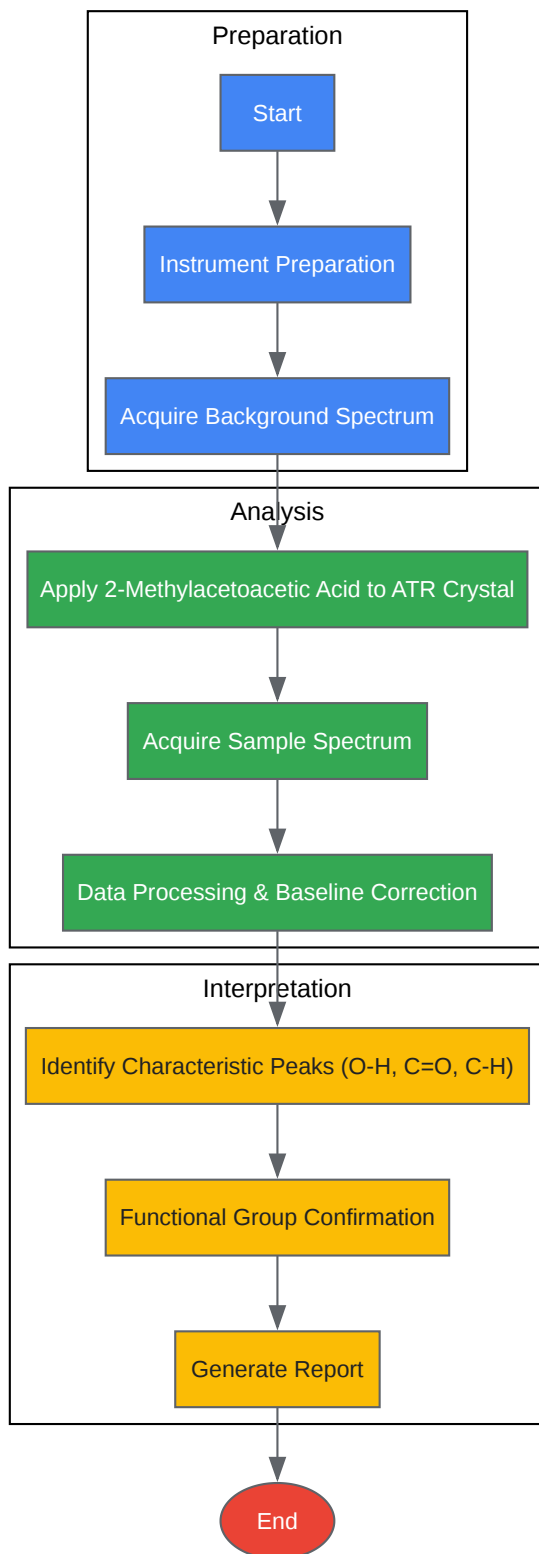 Preparation
Start
Instrument Preparation
Acquire Background Spectrum
Analysis
Apply 2-Methylacetoacetic Acid to ATR Crystal
Acquire Sample Spectrum
Data Processing & Baseline Correction
Interpretation
Identify Characteristic Peaks (O-H, C=O, C-H)
Functional Group Confirmation
Generate Report
End